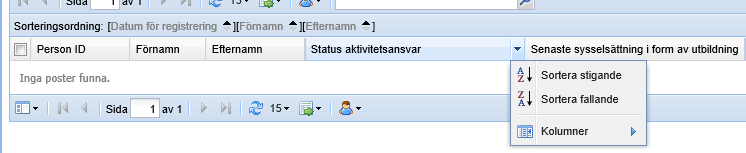 Sida 1 av 1 15
Sorteringsordning: [Datum för registrering ][Förnamn ][Efternamn ]
Person ID Förnamn Efternamn Status aktivitetsansvar Senaste sysselsättning i form av utbildning
Inga poster funna.
Sortera stigande
Sortera fallande
Kolumner
Sida 1 av 1 15